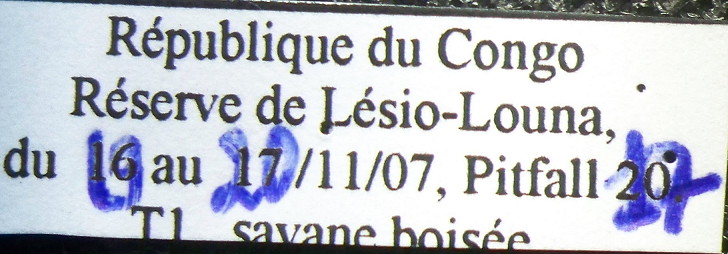 République du Congo
Réserve de Lésio-Louna,
du 16 au 17/11/07, Pitfall 20.
T1 savane boisée